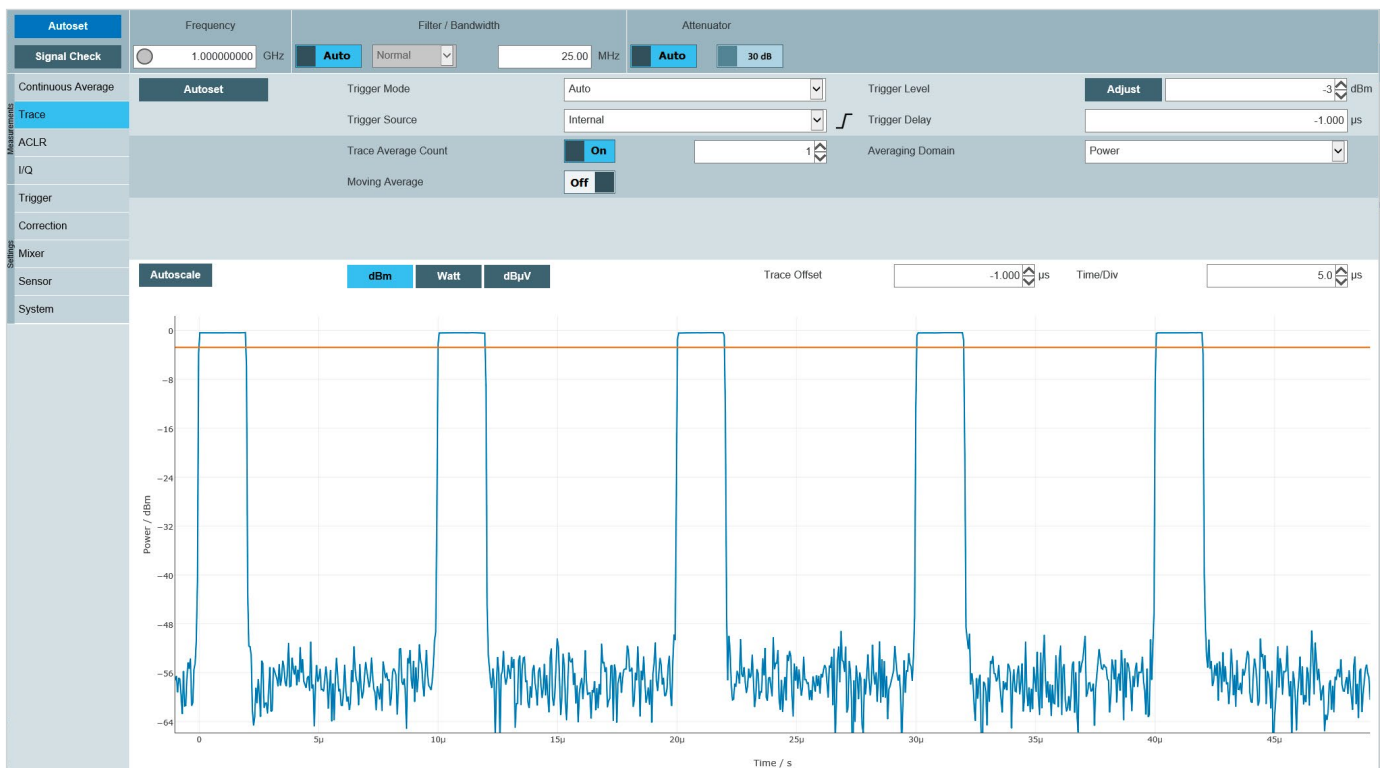 Autoset Frequency Filter / Bandwidth Attenuator
Signal Check 1.000000000 GHz Auto Normal 25.00 MHz Auto 30 dB
Measurements
Continuous Average
Trace
ACLR
I/Q
Settings
Trigger
Correction
Mixer
Sensor
System
Autoset Trigger Mode Auto Trigger Level Adjust -3 dBm
Trigger Source Internal Trigger Delay -1.000 µs
Trace Average Count On 1 Averaging Domain Power
Moving Average Off
Autoscale dBm Watt dBµV Trace Offset -1.000 µs Time/Div 5.0 µs
Power / dBm
0
−8
−16
−24
−32
−40
−48
−56
−64
0 5µ 10µ 15µ 20µ 25µ 30µ 35µ 40µ 45µ
Time / s